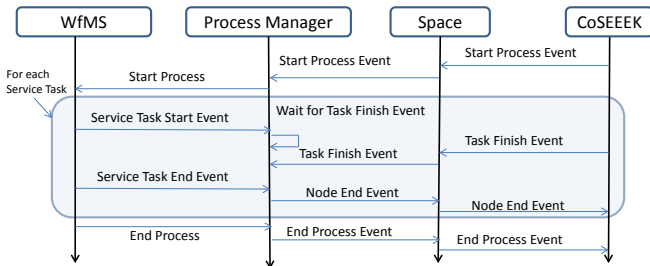 WfMS
Process Manager
Space
CoSEEEK
Start Process Event
Start Process Event
Start Process
For each
Service Task
Wait for Task Finish Event
Service Task Start Event
Task Finish Event
Task Finish Event
Service Task End Event
Node End Event
Node End Event
End Process
End Process Event
End Process Event